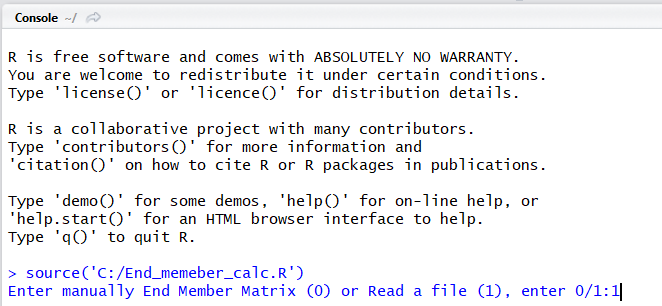 Console ~/
R is free software and comes with ABSOLUTELY NO WARRANTY.
You are welcome to redistribute it under certain conditions.
Type 'license()' or 'licence()' for distribution details.
R is a collaborative project with many contributors.
Type 'contributors()' for more information and
'citation()' on how to cite R or R packages in publications.
Type 'demo()' for some demos, 'help()' for on-line help, or
'help.start()' for an HTML browser interface to help.
Type 'q()' to quit R.
> source('C:/End_memeber_calc.R')
Enter manually End Member Matrix (0) or Read a file (1), enter 0/1:1